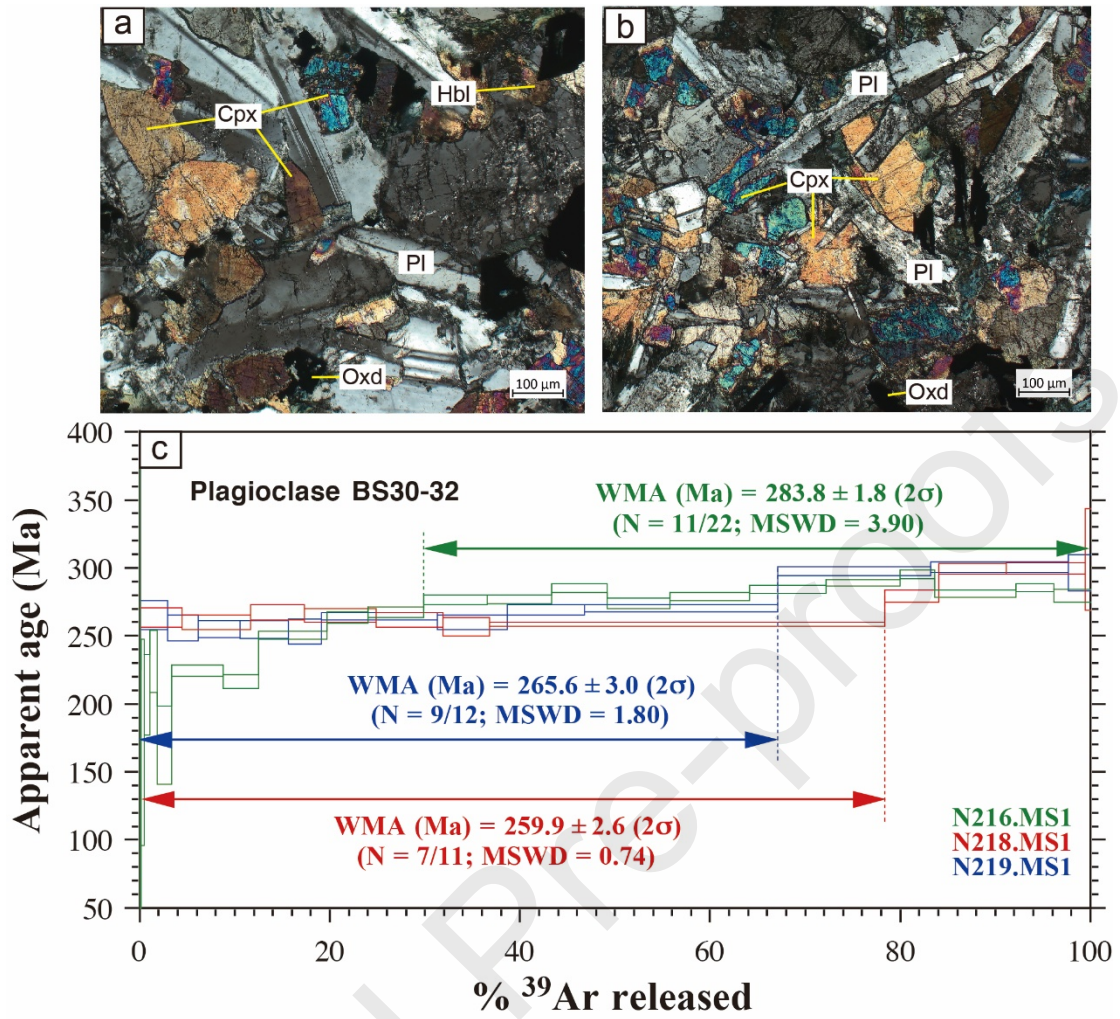 a
Cpx
Hbl
Pl
Oxd
100 µm
b
Pl
Cpx
Pl
Oxd
100 µm
c
Plagioclase BS30-32
WMA (Ma) = 283.8 ± 1.8 (2σ)
(N = 11/22; MSWD = 3.90)
WMA (Ma) = 265.6 ± 3.0 (2σ)
(N = 9/12; MSWD = 1.80)
WMA (Ma) = 259.9 ± 2.6 (2σ)
(N = 7/11; MSWD = 0.74)
N216.MS1
N218.MS1
N219.MS1
Apparent age (Ma)
400
350
300
250
200
150
100
50
0 20 40 60 80 100
% ³⁹Ar released
Pre-proofs